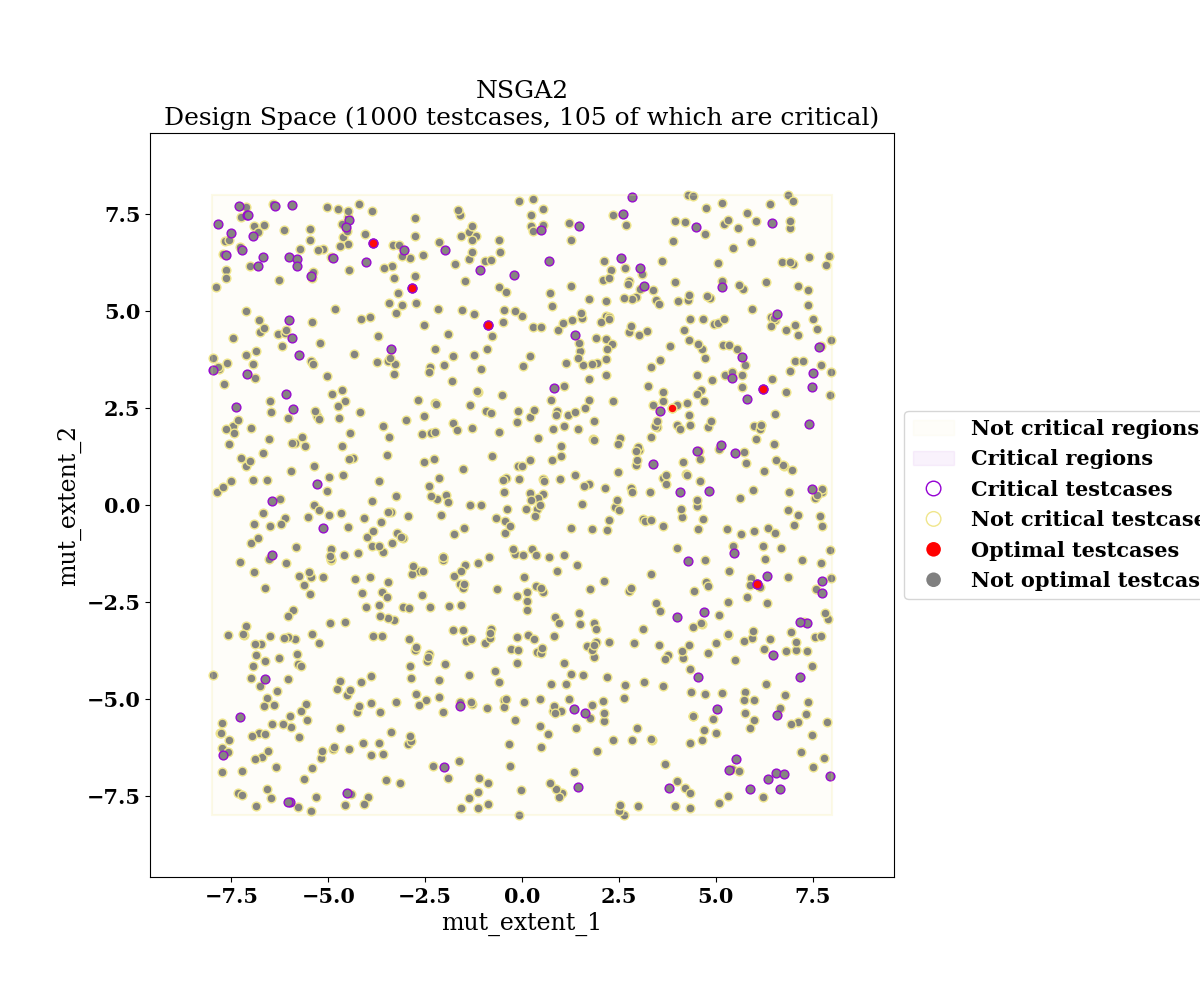 NSGA2
Design Space (1000 testcases, 105 of which are critical)
mut_extent_2
7.5
5.0
2.5
0.0
−2.5
−5.0
−7.5
−7.5
−5.0
−2.5
0.0
2.5
5.0
7.5
mut_extent_1
Not critical regions
Critical regions
Critical testcases
Not critical testcase
Optimal testcases
Not optimal testcas